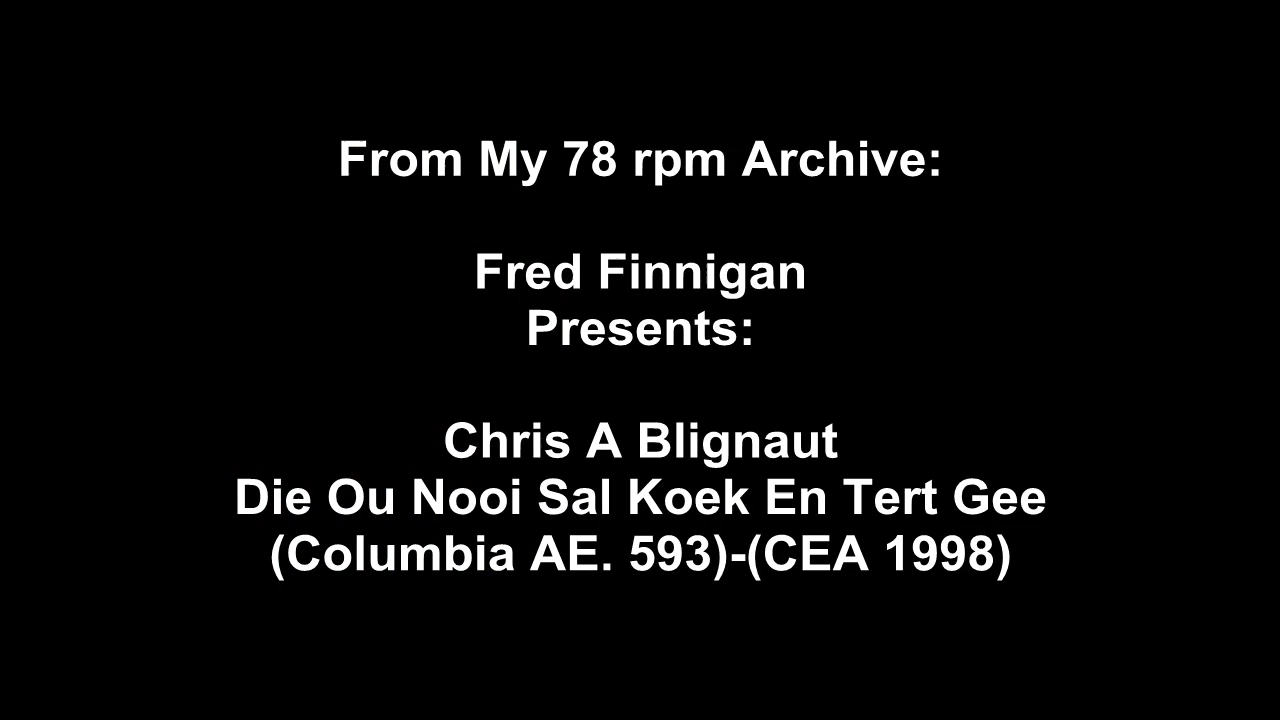 From My 78 rpm Archive:
Fred Finnigan
Presents:
Chris A Blignaut
Die Ou Nooi Sal Koek En Tert Gee
(Columbia AE. 593)-(CEA 1998)